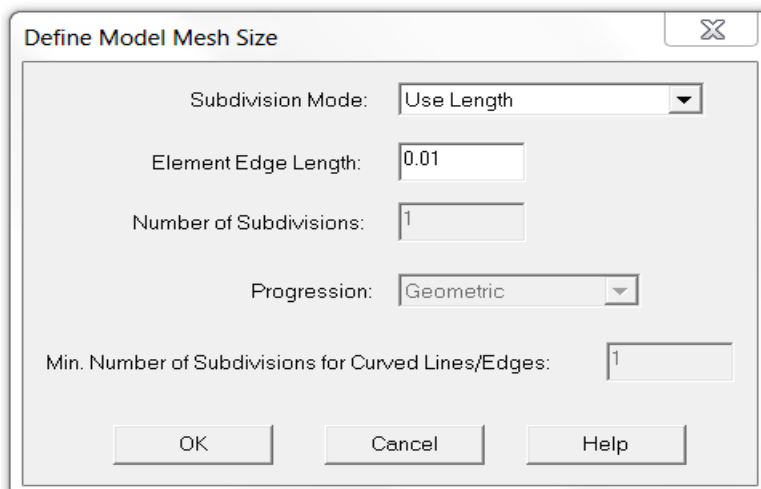 Define Model Mesh Size
Subdivision Mode: Use Length
Element Edge Length: 0.01
Number of Subdivisions: 1
Progression: Geometric
Min. Number of Subdivisions for Curved Lines/Edges: 1
OK Cancel Help